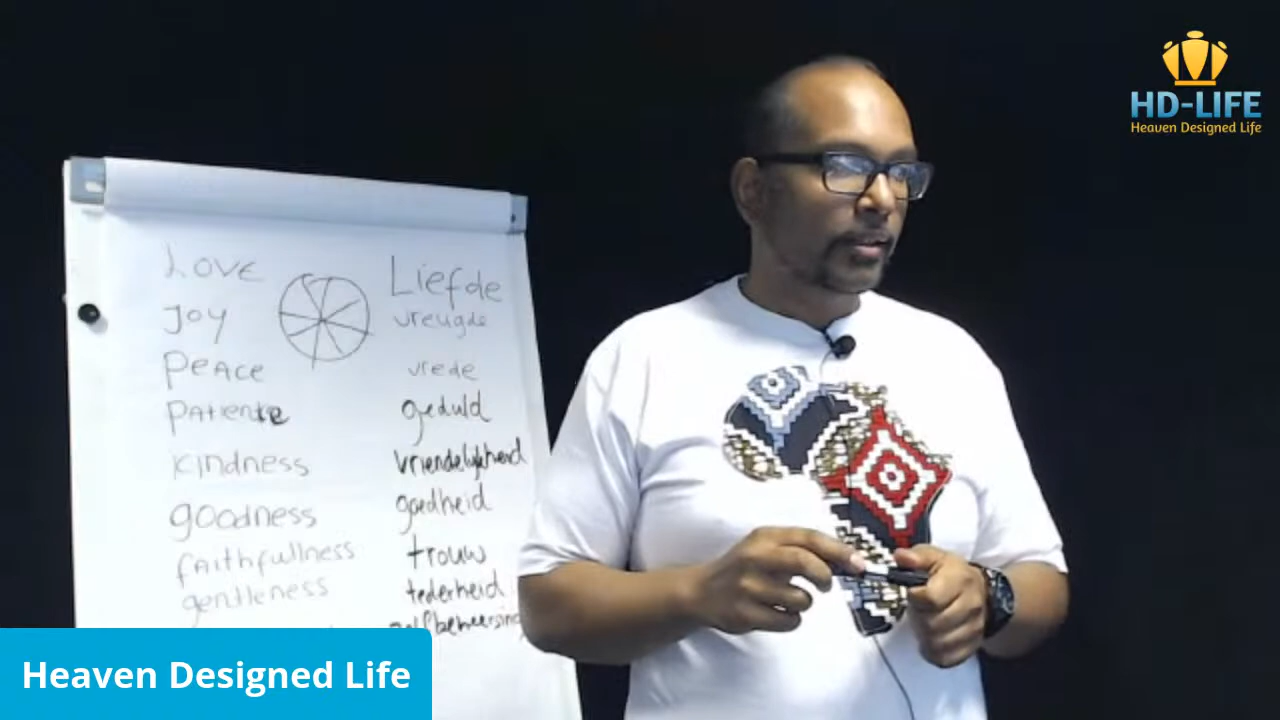 HD-LIFE
Heaven Designed Life
Love Liefde
Joy vreugde
Peace vrede
Patience geduld
kindness vriendelijkheid
goodness goedheid
faithfullness trouw
gentleness tederheid
Heaven Designed Life